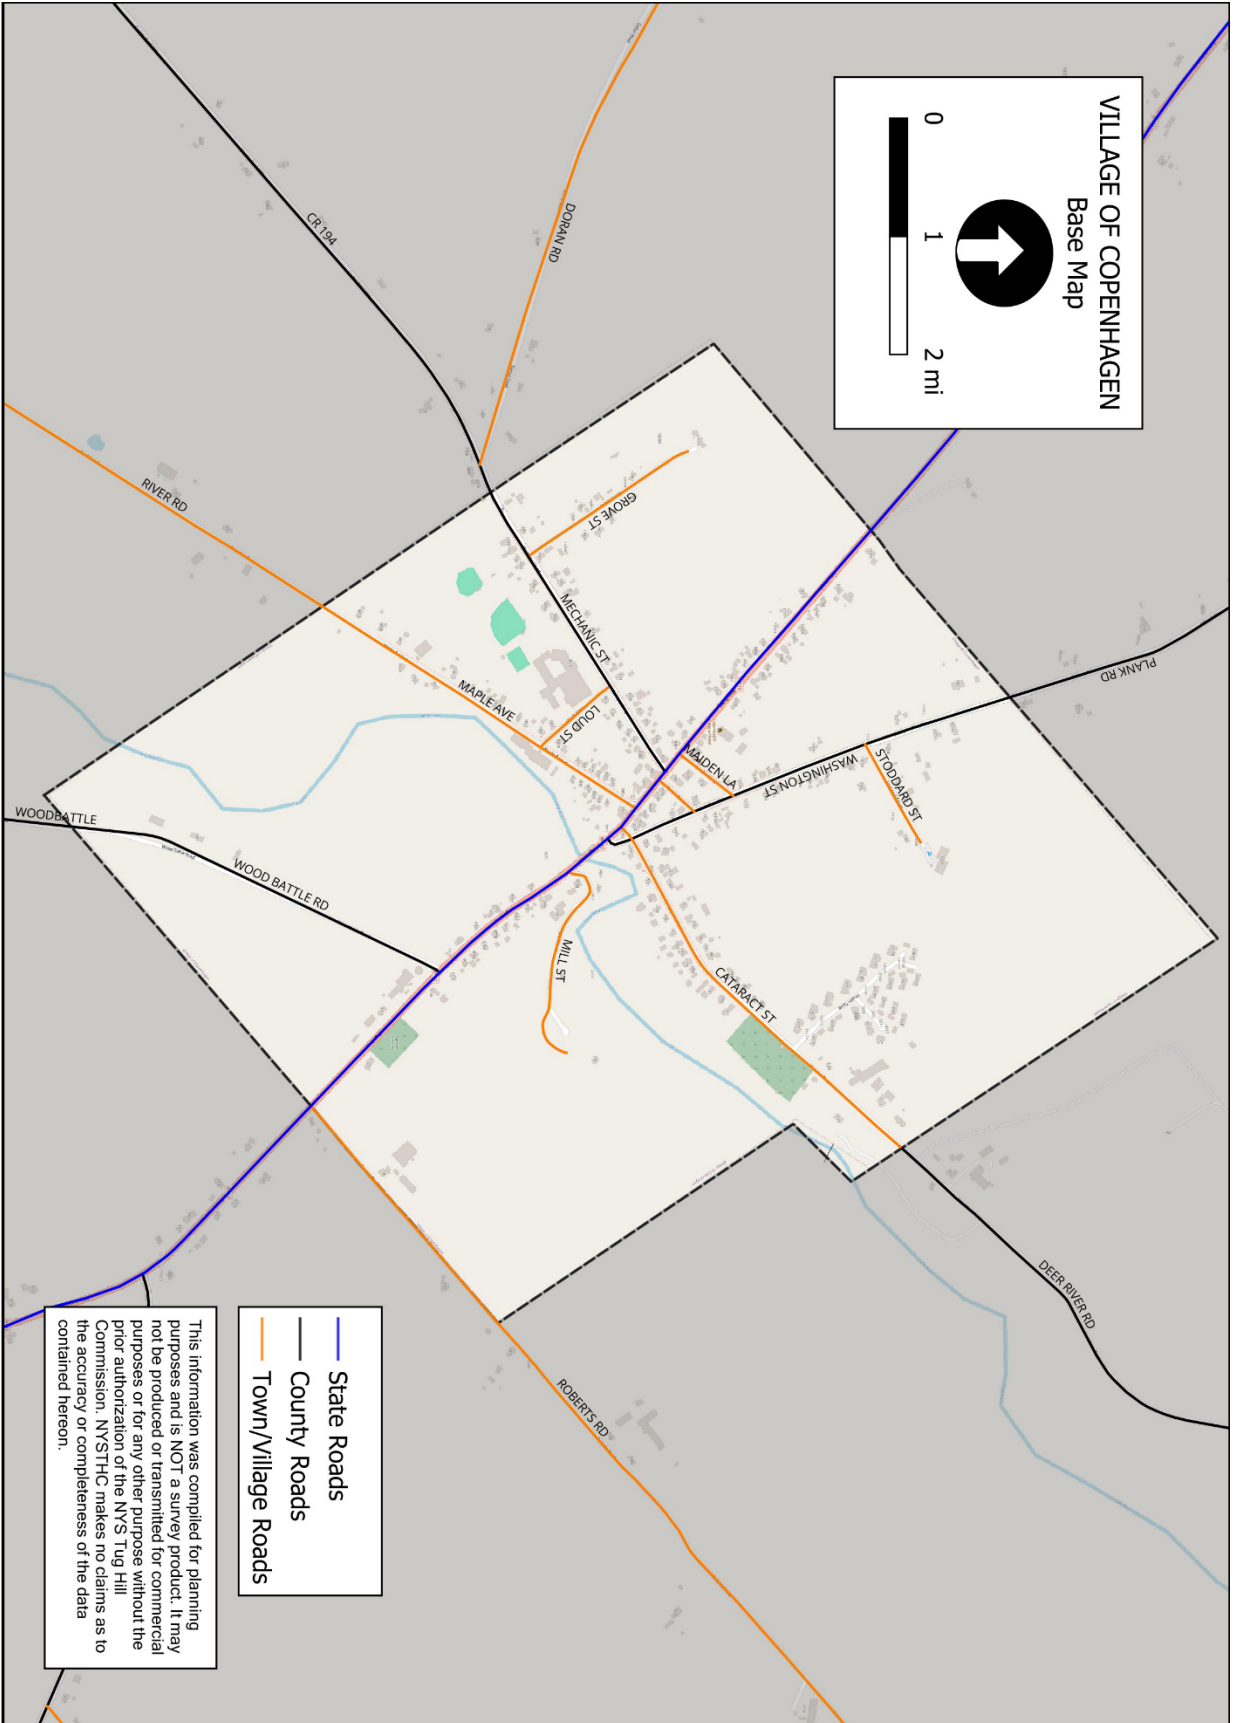 VILLAGE OF COPENHAGEN
Base Map
0 1 2 mi
PLANK RD
DORAN RD
CR 194
GROVE ST
STODDARD ST
WASHINGTON ST
MAIDEN LA
MECHANIC ST
LOUD ST
MAPLE AVE
RIVER RD
CATARACT ST
MILL ST
WOOD BATTLE RD
WOODBATTLE
DEER RIVER RD
ROBERTS RD
State Roads
County Roads
Town/Village Roads
This information was compiled for planning
purposes and is NOT a survey product. It may
not be produced or transmitted for commercial
purposes or for any other purpose without the
prior authorization of the NYS Tug Hill
Commission. NYSTHC makes no claims as to
the accuracy or completeness of the data
contained hereon.